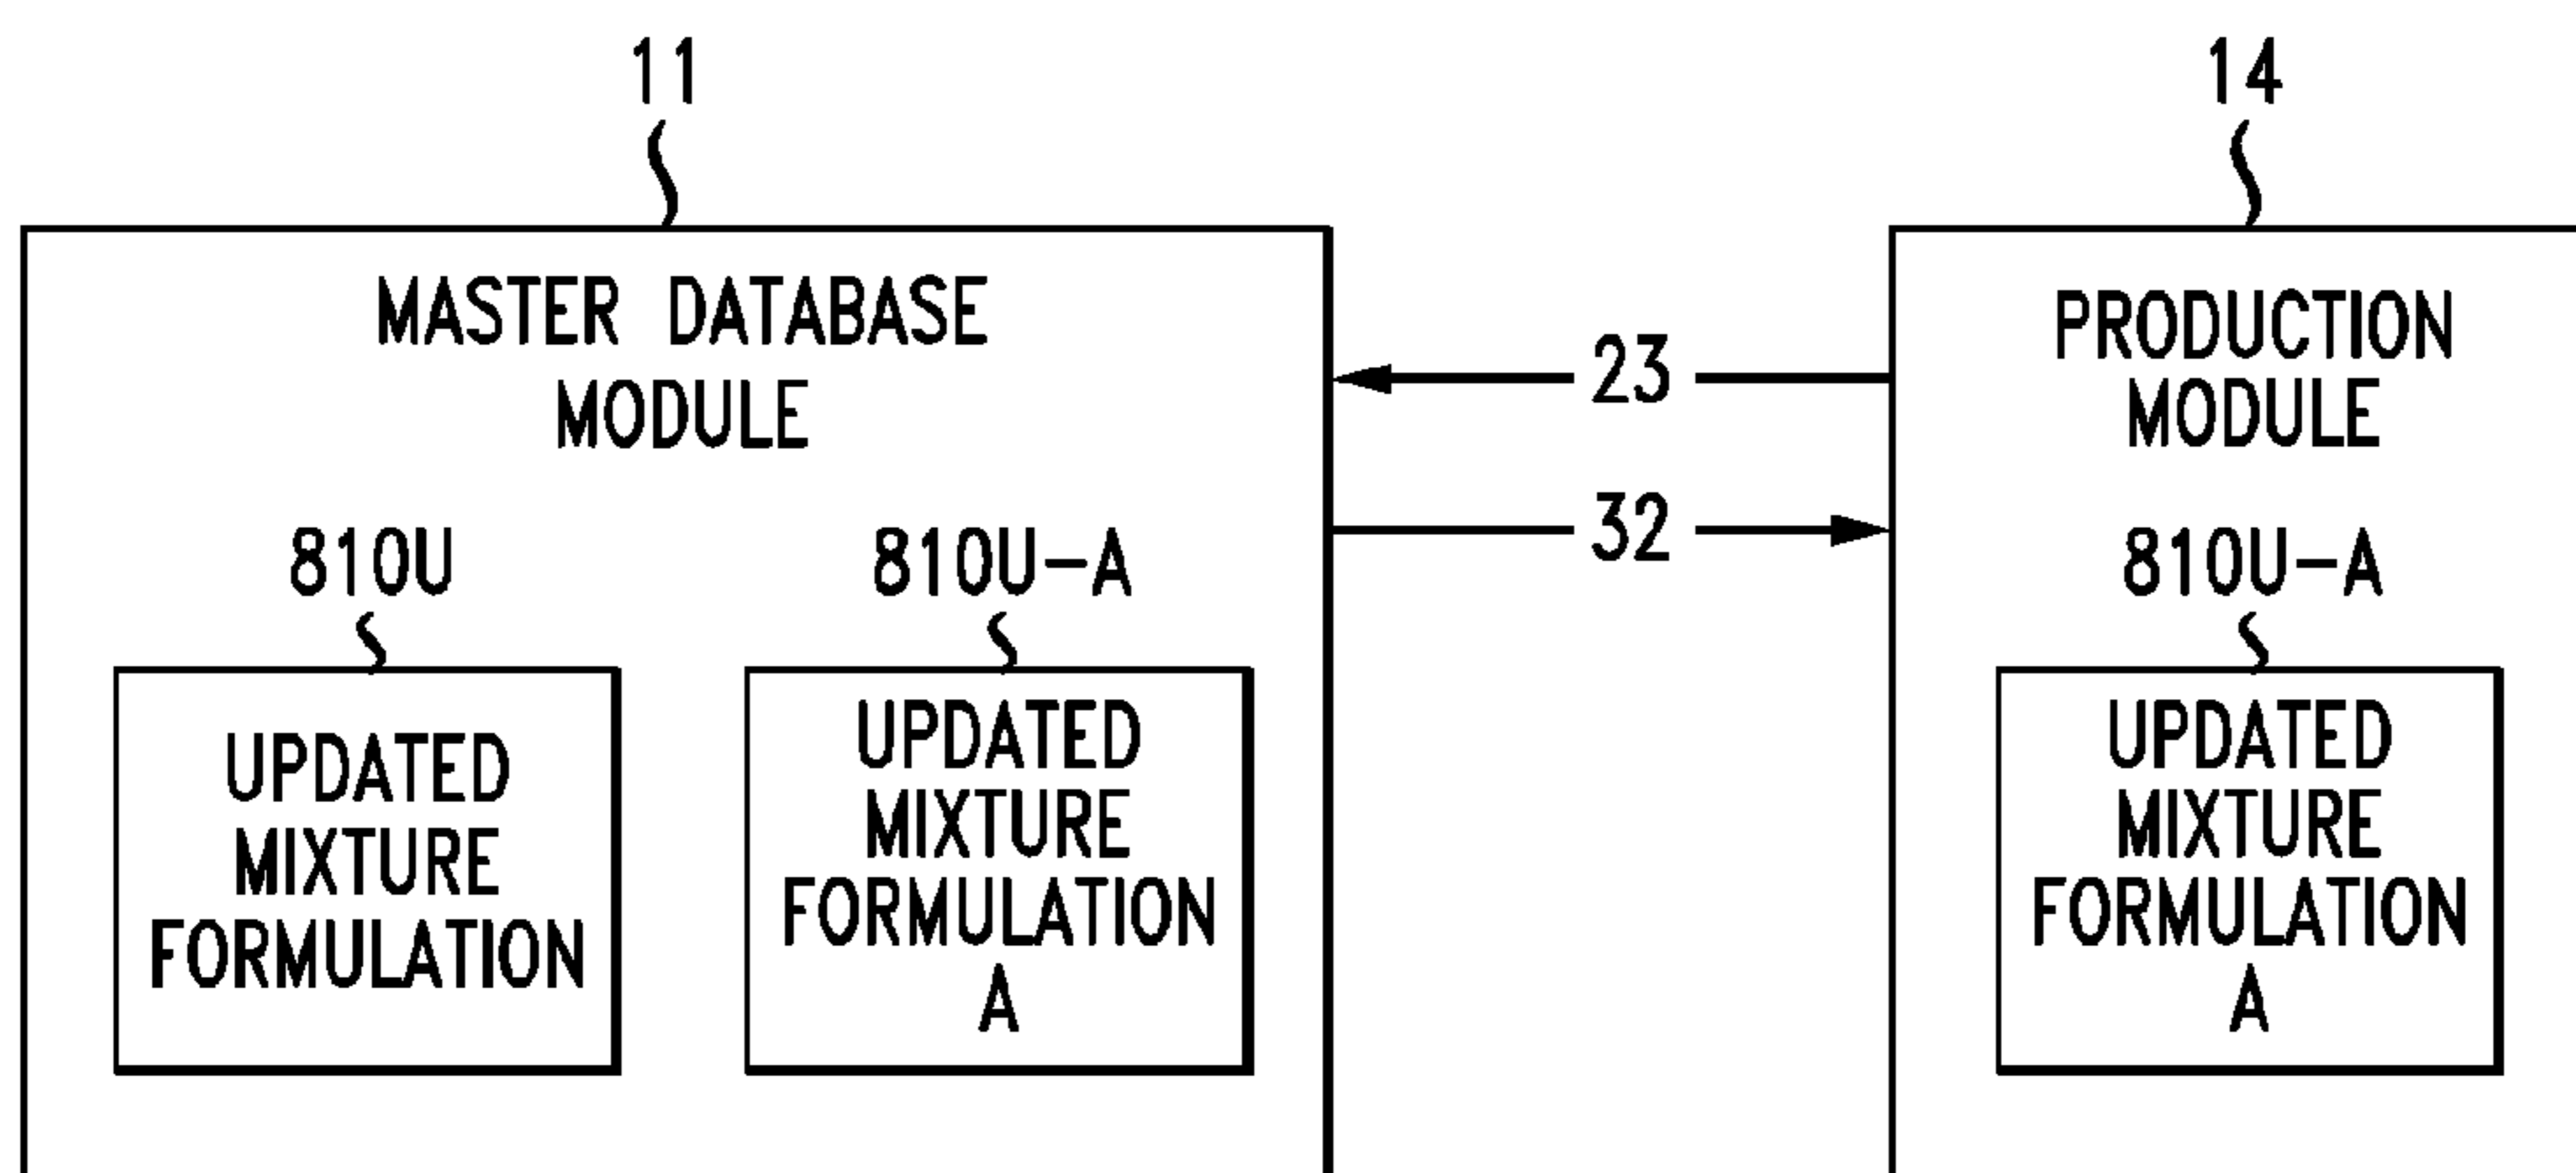 11
14
MASTER DATABASE
MODULE
PRODUCTION
MODULE
23
32
810U
810U-A
810U-A
UPDATED
MIXTURE
FORMULATION
UPDATED
MIXTURE
FORMULATION
A
UPDATED
MIXTURE
FORMULATION
A